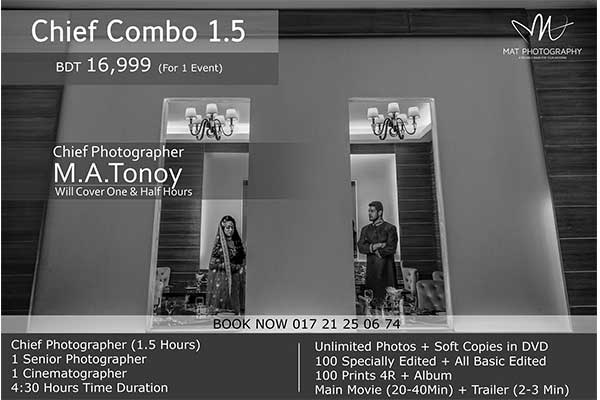 Chief Combo 1.5
BDT 16,999 (For 1 Event)
MAT PHOTOGRAPHY
Chief Photographer
M.A.Tonoy
Will Cover One & Half Hours
BOOK NOW 017 21 25 06 74
Chief Photographer (1.5 Hours)
1 Senior Photographer
1 Cinematographer
4:30 Hours Time Duration
Unlimited Photos + Soft Copies in DVD
100 Specially Edited + All Basic Edited
100 Prints 4R + Album
Main Movie (20-40Min) + Trailer (2-3 Min)